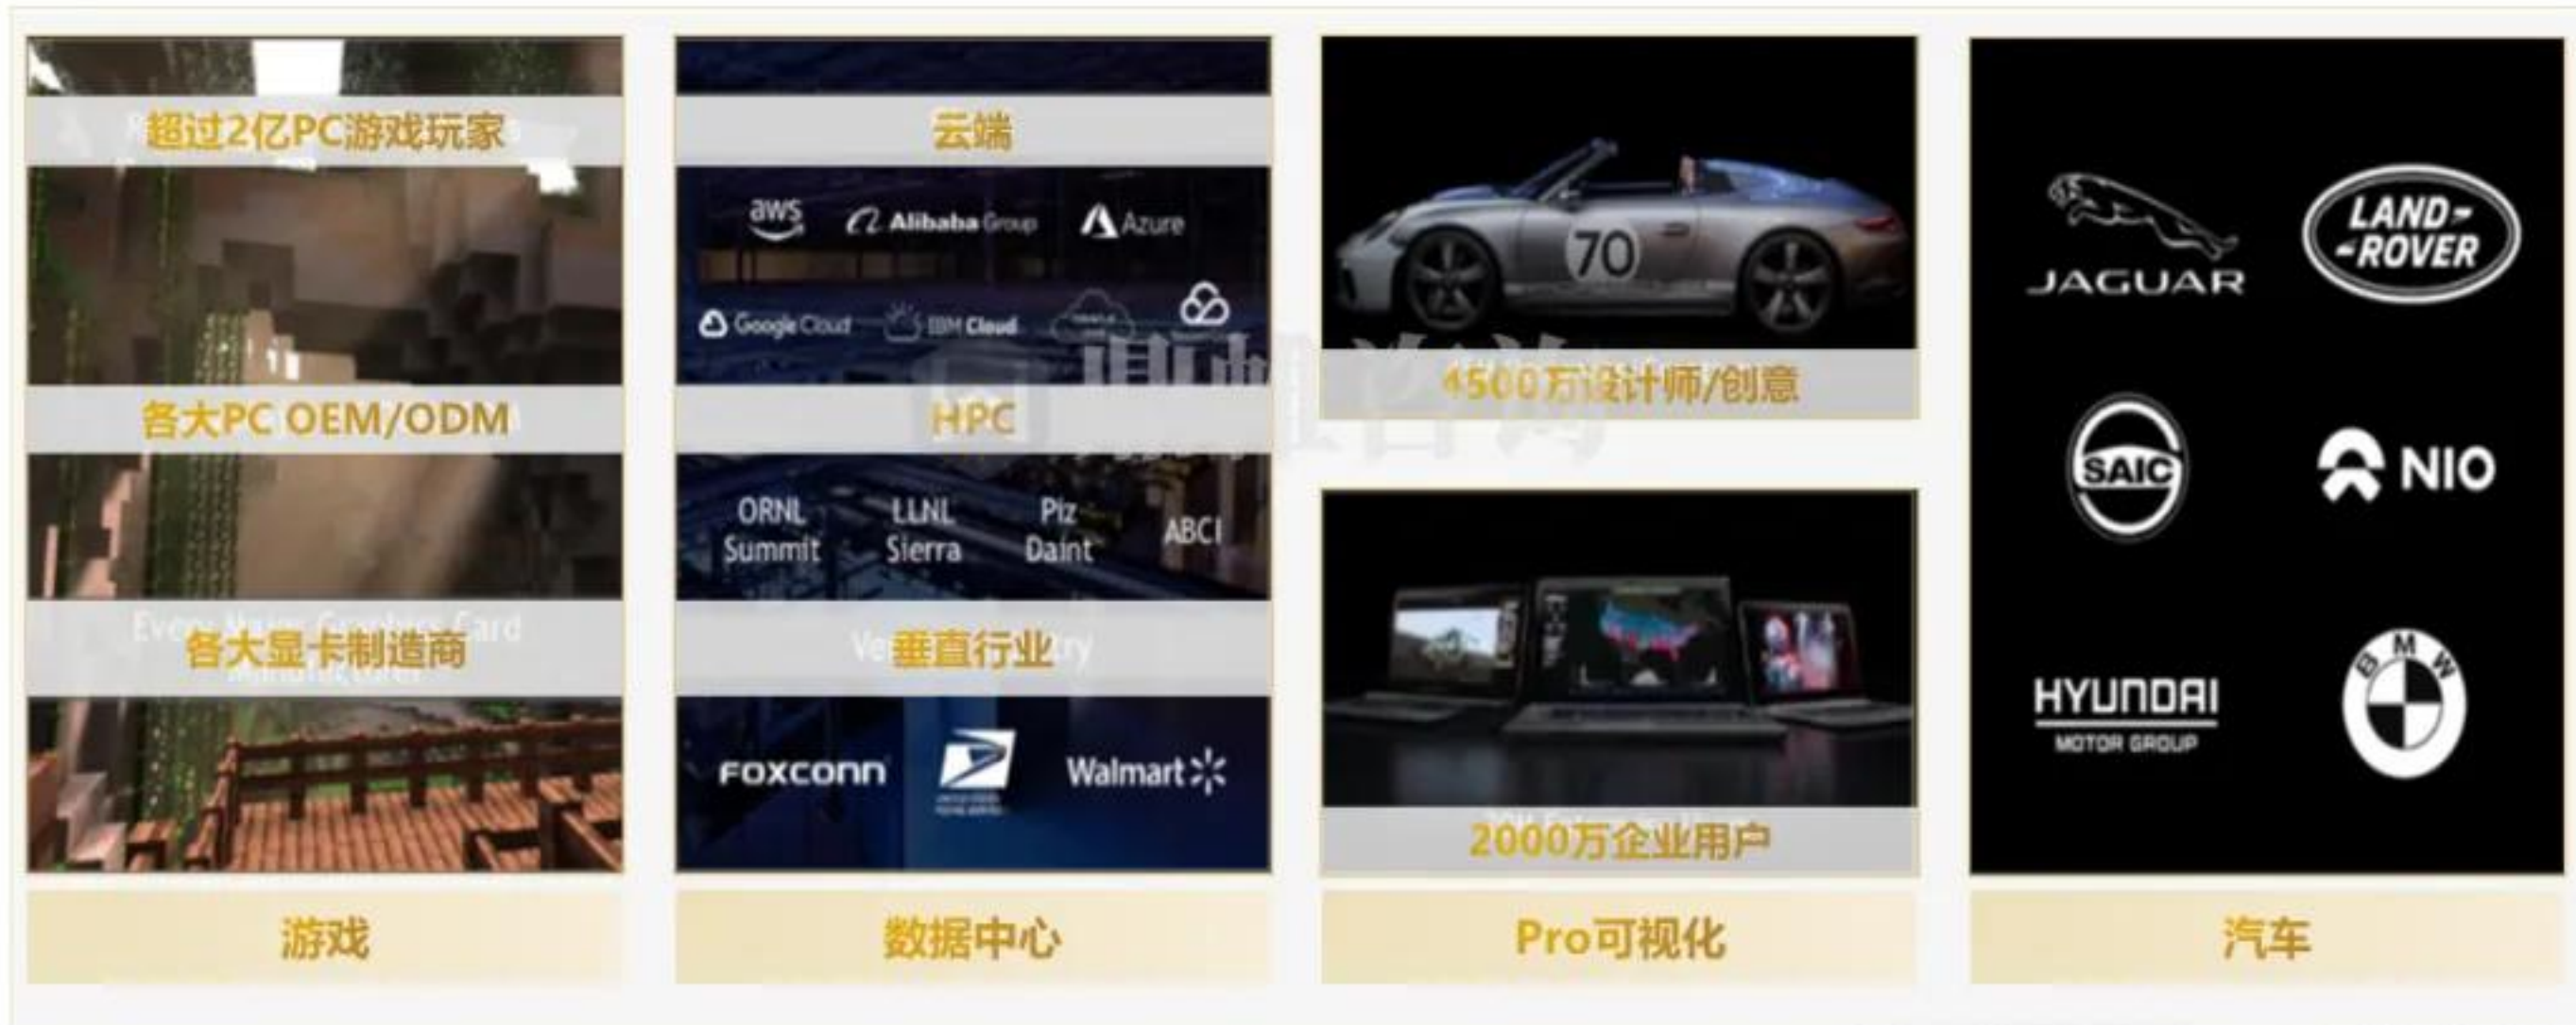 超过2亿PC游戏玩家
各大PC OEM/ODM
各大显卡制造商
游戏
云端
aws
Alibaba Group
Azure
Google Cloud
IBM Cloud
HPC
ORNL
Summit
LLNL
Sierra
Piz
Daint
ABCI
垂直行业
FOXCONN
Walmart
数据中心
70
4500万设计师/创意
2000万企业用户
Pro可视化
JAGUAR
LAND-
-ROVER
SAIC
NIO
HYUNDAI
MOTOR GROUP
BMW
汽车